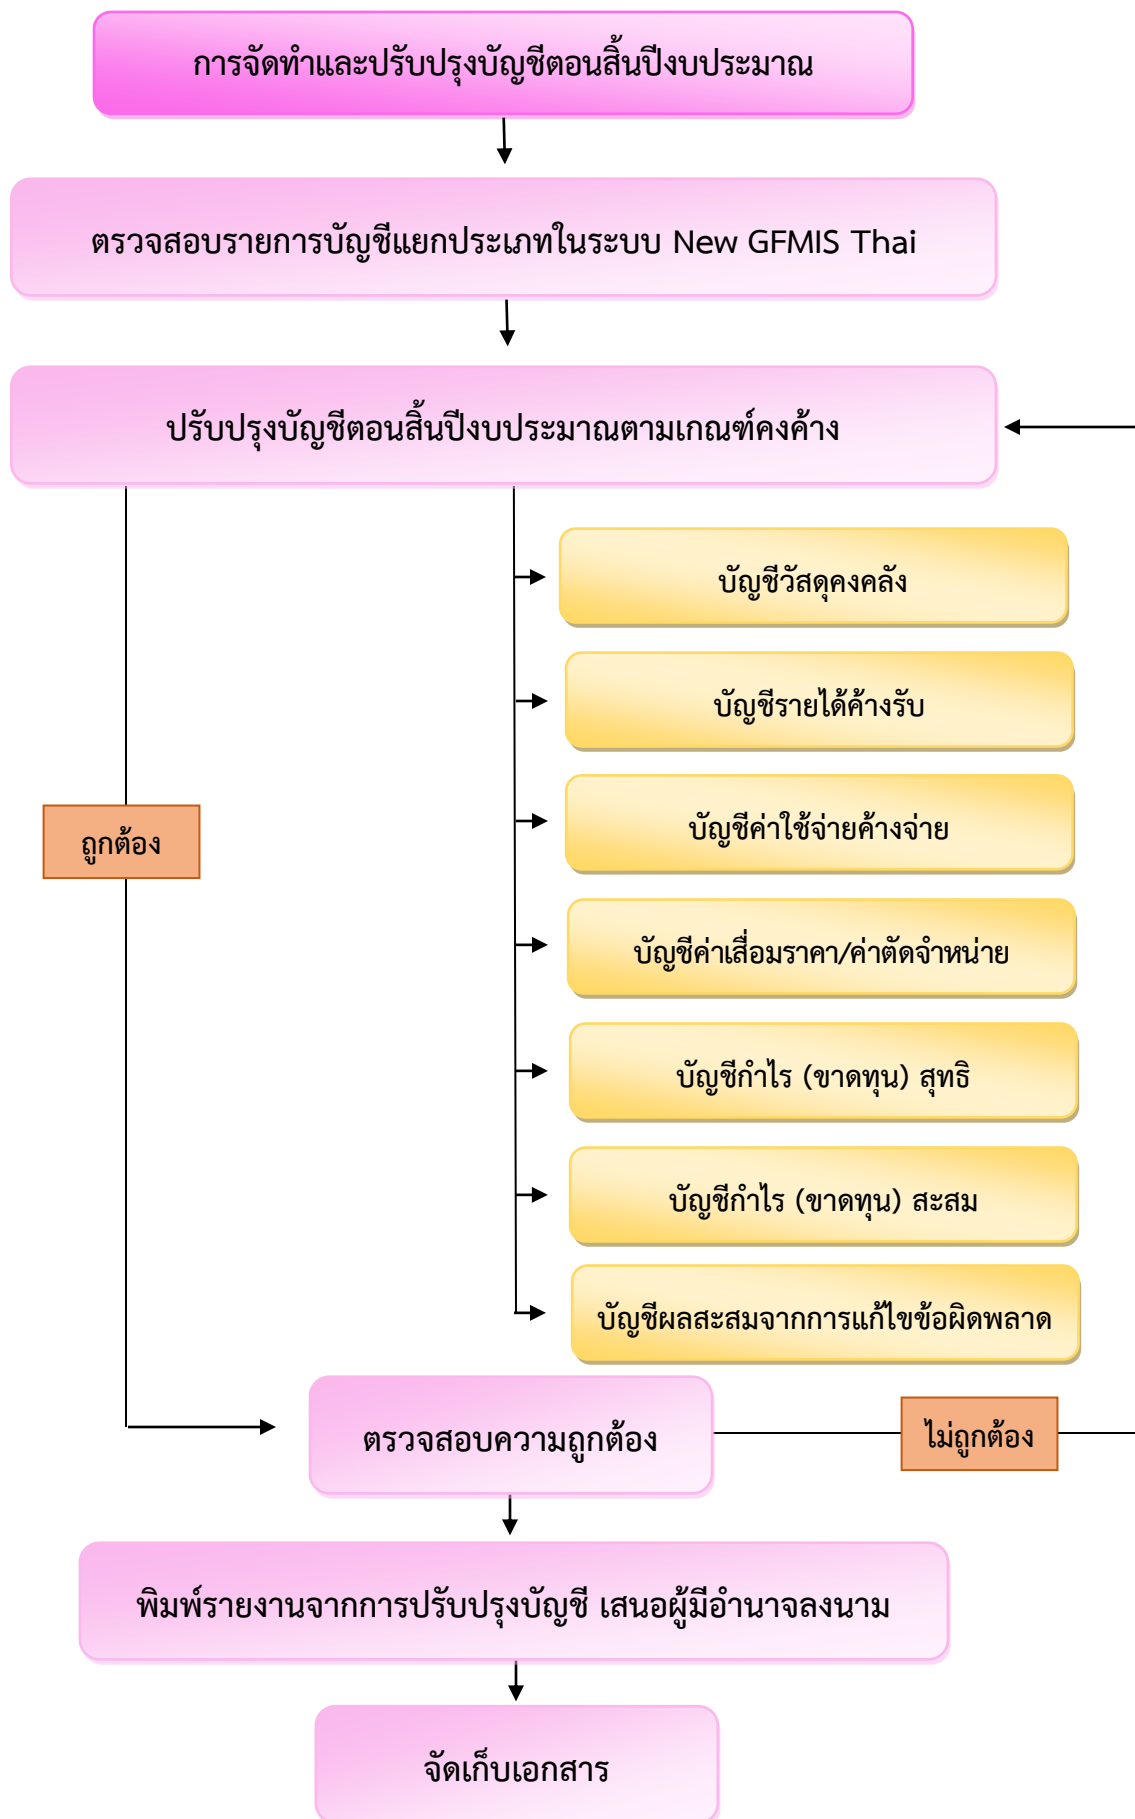 การจัดทำและปรับปรุงบัญชีตอนสิ้นปีงบประมาณ
ตรวจสอบรายการบัญชีแยกประเภทในระบบ New GFMIS Thai
ปรับปรุงบัญชีตอนสิ้นปีงบประมาณตามเกณฑ์คงค้าง
บัญชีวัสดุคงคลัง
บัญชีรายได้ค้างรับ
บัญชีค่าใช้จ่ายค้างจ่าย
ถูกต้อง
บัญชีค่าเสื่อมราคา/ค่าตัดจำหน่าย
บัญชีกำไร (ขาดทุน) สุทธิ
บัญชีกำไร (ขาดทุน) สะสม
บัญชีผลสะสมจากการแก้ไขข้อผิดพลาด
ตรวจสอบความถูกต้อง
ไม่ถูกต้อง
พิมพ์รายงานจากการปรับปรุงบัญชี เสนอผู้มีอำนาจลงนาม
จัดเก็บเอกสาร